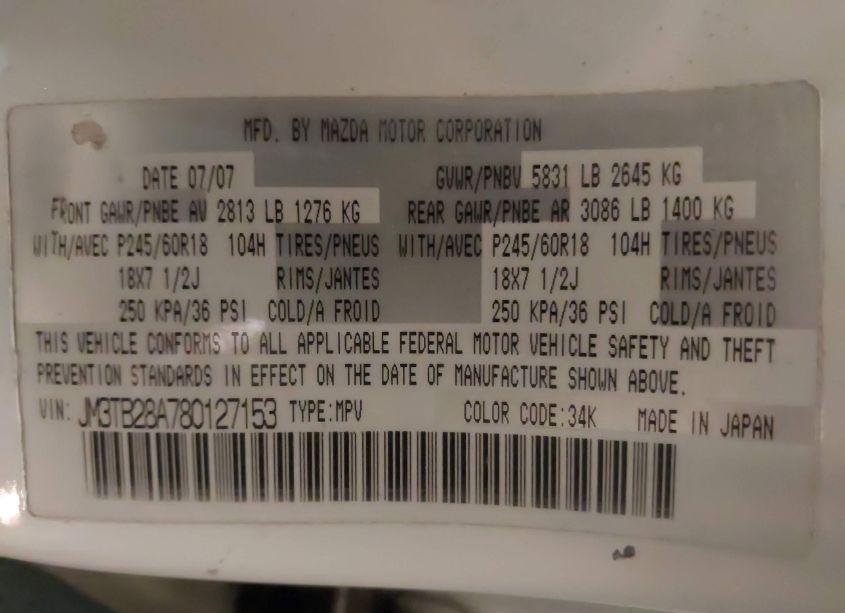 MFD. BY MAZDA MOTOR CORPORATION
DATE 07/07 GVWR/PNBV 5831 LB 2645 KG
FRONT GAWR/PNBE AV 2813 LB 1276 KG REAR GAWR/PNBE AR 3086 LB 1400 KG
WITH/AVEC P245/60R18 104H TIRES/PNEUS WITH/AVEC P245/60R18 104H TIRES/PNEUS
18X7 1/2J RIMS/JANTES 18X7 1/2J RIMS/JANTES
250 KPA/36 PSI COLD/A FROID 250 KPA/36 PSI COLD/A FROID
THIS VEHICLE CONFORMS TO ALL APPLICABLE FEDERAL MOTOR VEHICLE SAFETY AND THEFT
PREVENTION STANDARDS IN EFFECT ON THE DATE OF MANUFACTURE SHOWN ABOVE.
VIN: JM3TB28A780127153 TYPE:MPV COLOR CODE:34K MADE IN JAPAN